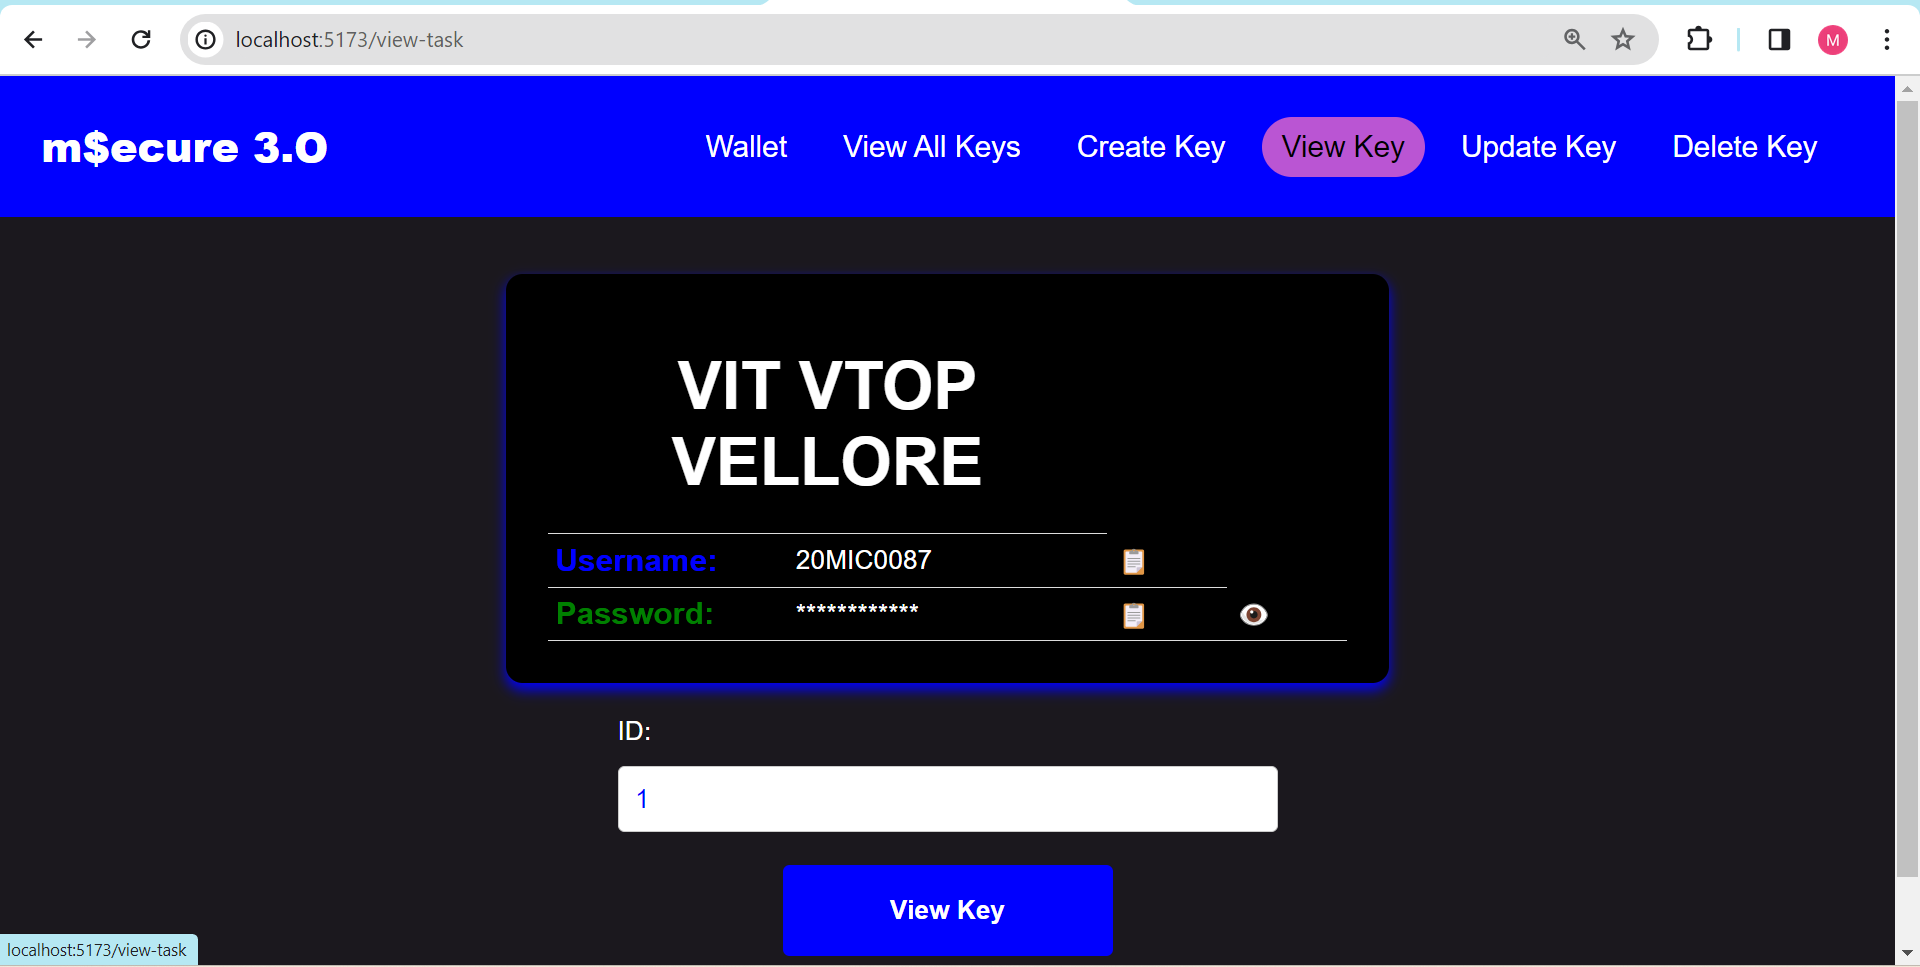 localhost:5173/view-task
M
m$ecure 3.0
Wallet
View All Keys
Create Key
View Key
Update Key
Delete Key
VIT VTOP
VELLORE
Username: 20MIC0087
Password: ************
ID:
1
View Key
localhost:5173/view-task